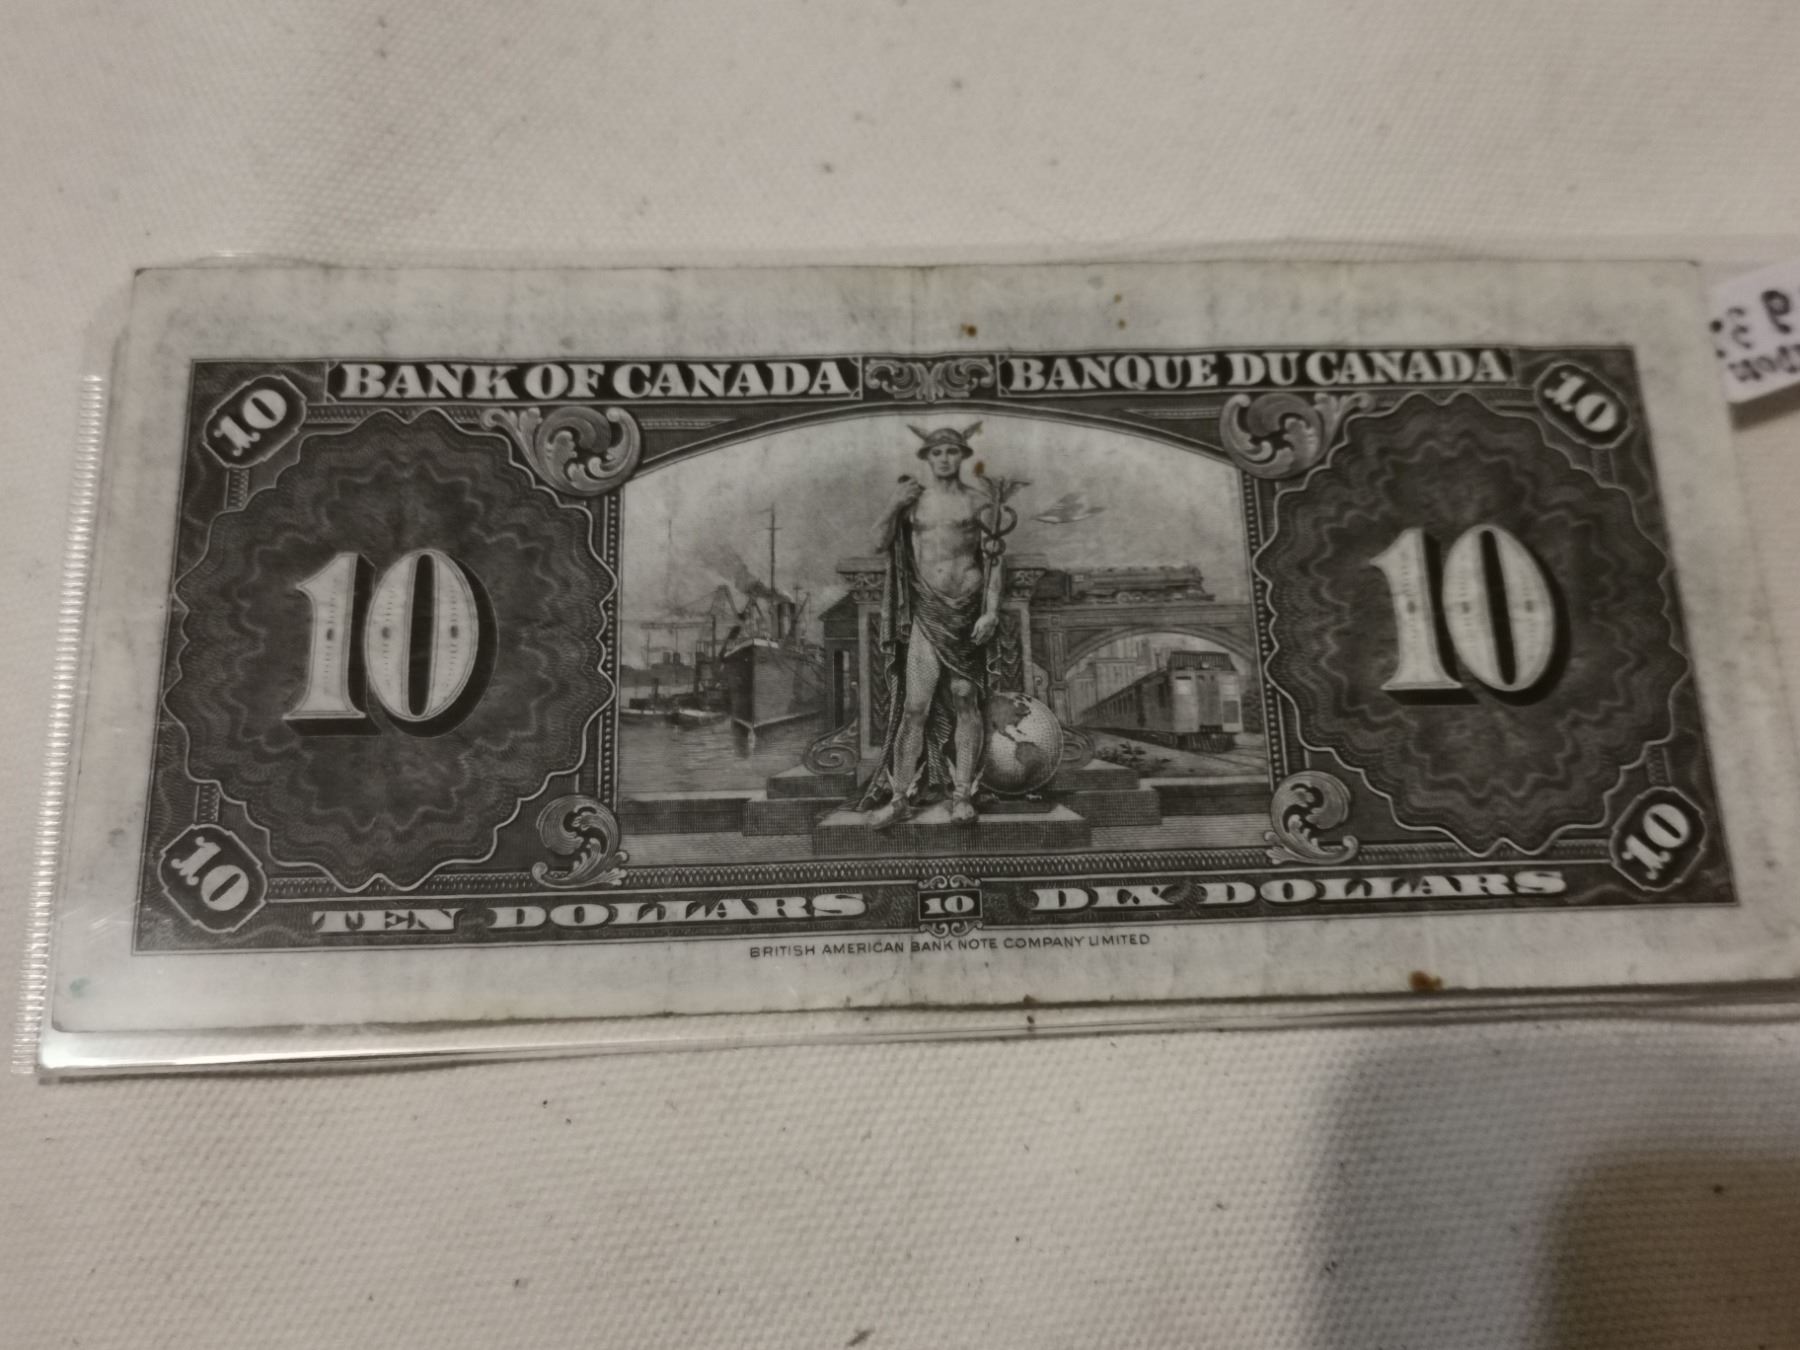 BANK OF CANADA BANQUE DU CANADA
10 10
10 10
10 10
TEN DOLLARS 10 DIX DOLLARS
BRITISH AMERICAN BANK NOTE COMPANY LIMITED